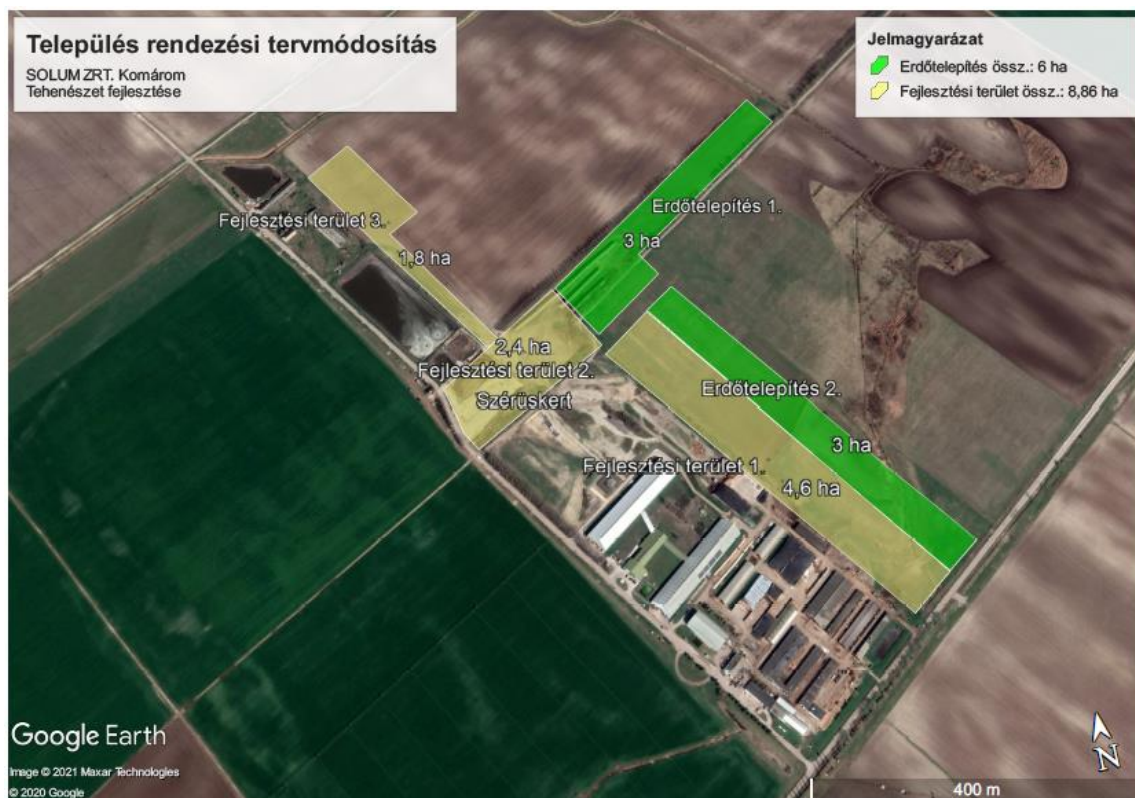 Település rendezési tervmódosítás
SOLUM ZRT. Komárom
Tehenészet fejlesztése
Jelmagyarázat
Erdőtelepítés össz.: 6 ha
Fejlesztési terület össz.: 8,86 ha
Erdőtelepítés 1.
3 ha
Fejlesztési terület 3.
1,8 ha
2,4 ha
Fejlesztési terület 2.
Szérűskert
Erdőtelepítés 2.
3 ha
Fejlesztési terület 1.
4,6 ha
Google Earth
Image © 2021 Maxar Technologies
© 2020 Google
N
400 m